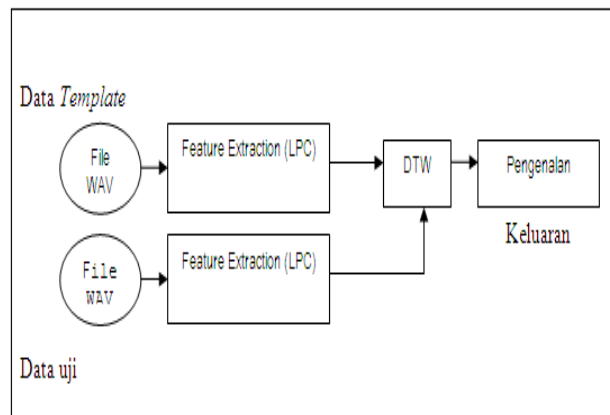 Data Template
File
WAV
Feature Extraction (LPC)
DTW
Pengenalan
Keluaran
File
WAV
Feature Extraction (LPC)
Data uji